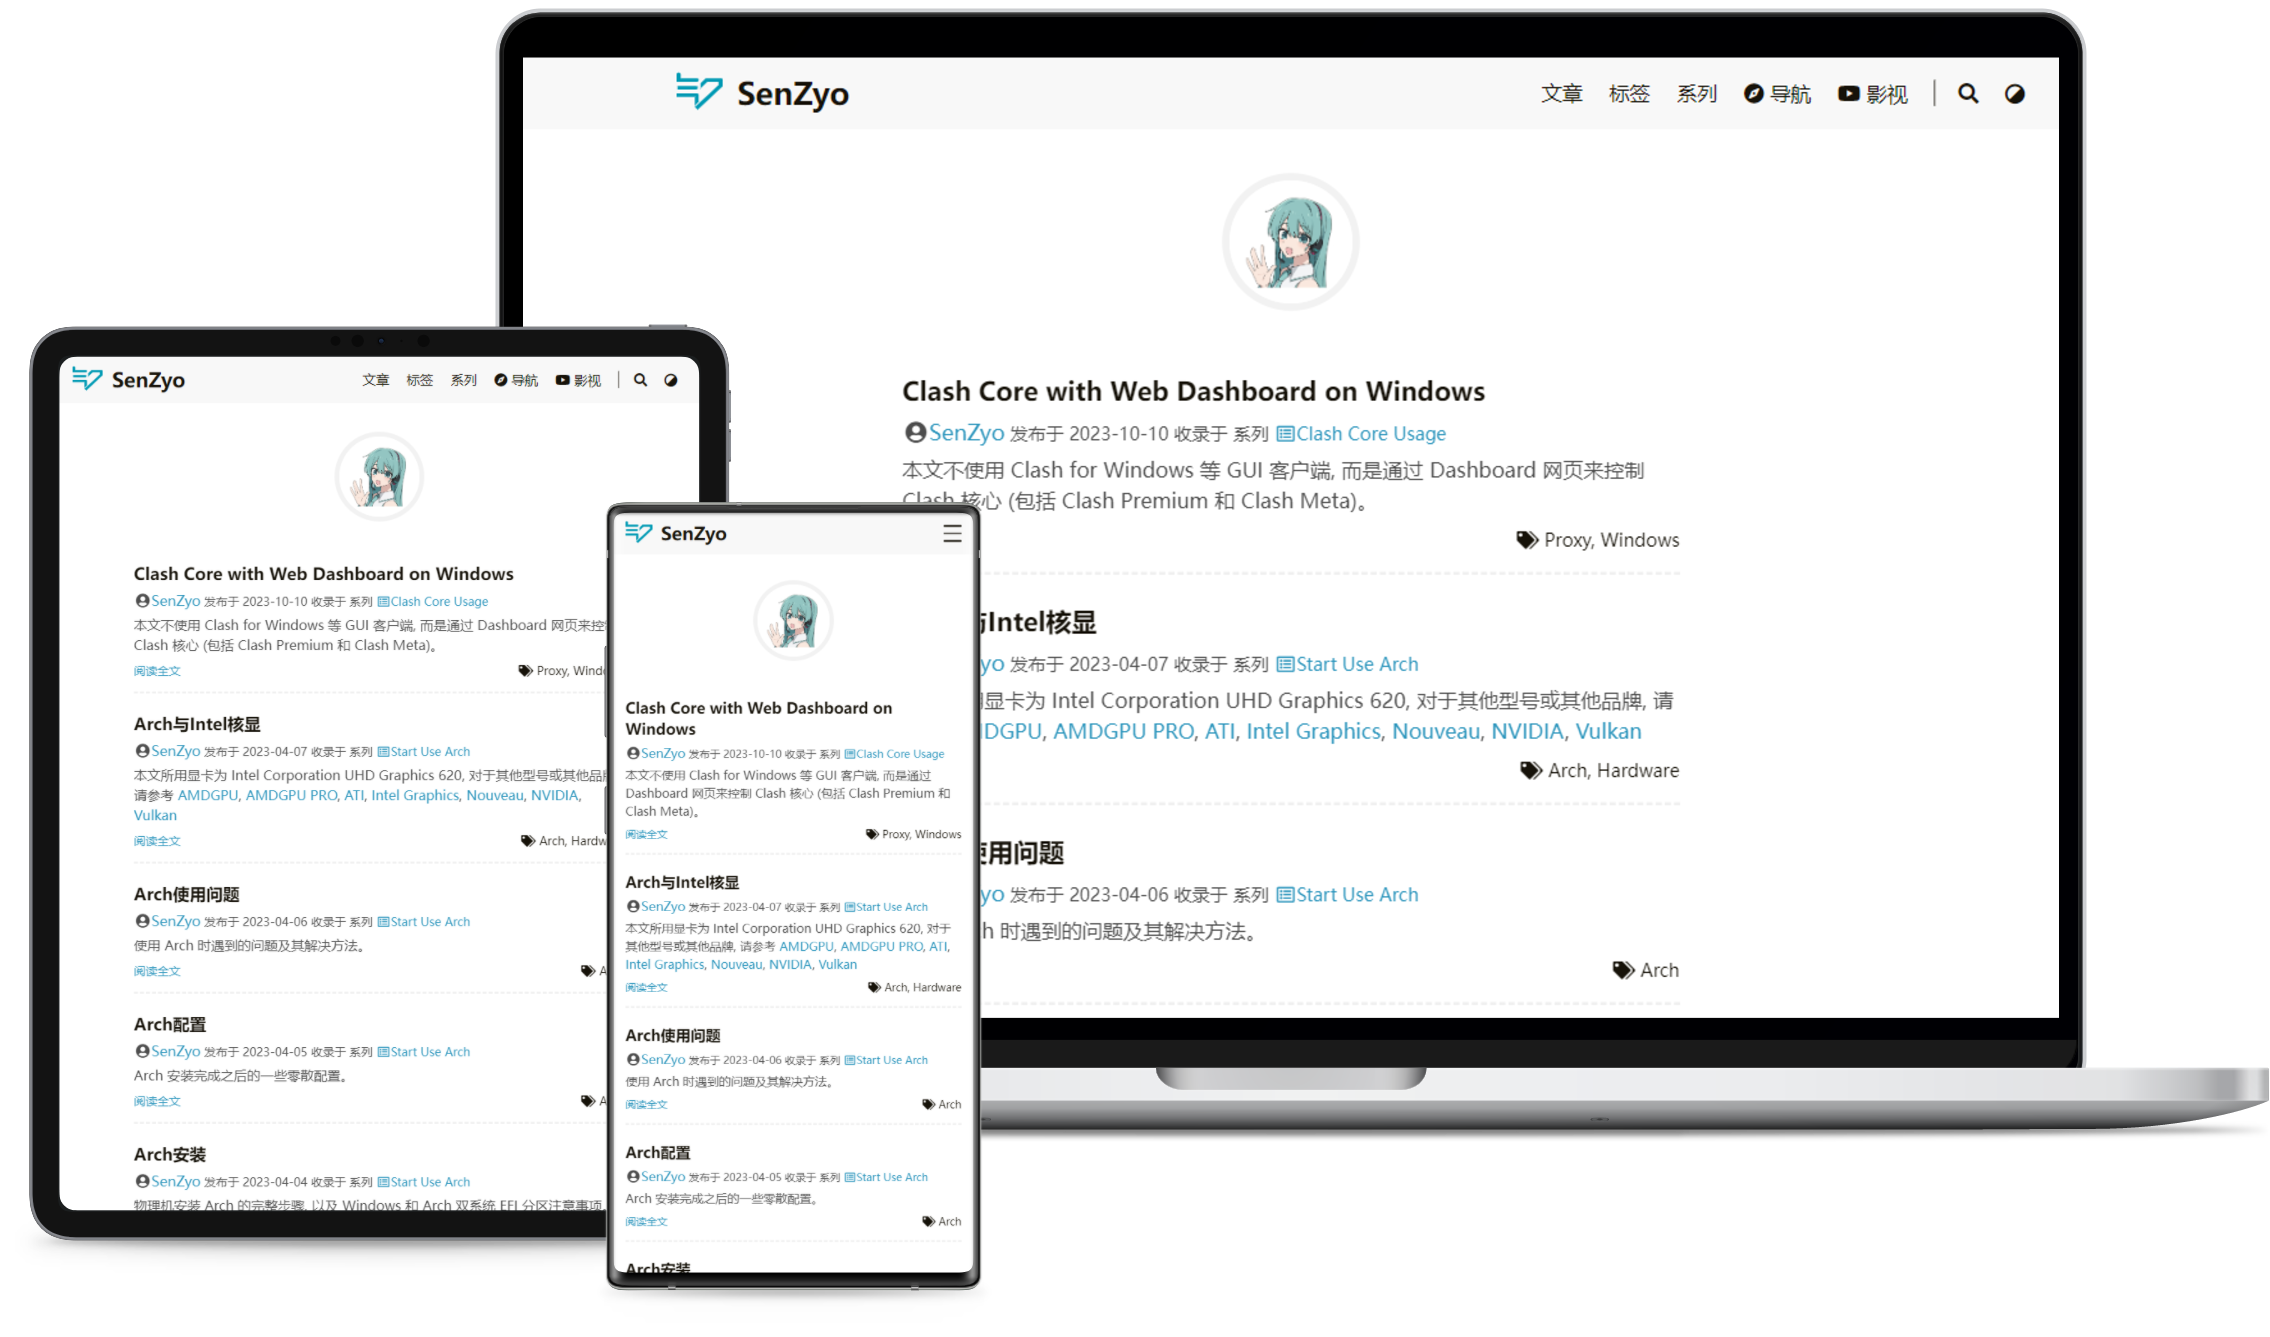 SenZyo
文章 标签 系列 导航 影视
Clash Core with Web Dashboard on Windows
SenZyo 发布于 2023-10-10 收录于 系列 Clash Core Usage
本文不使用 Clash for Windows 等 GUI 客户端, 而是通过 Dashboard 网页来控制
Clash 核心 (包括 Clash Premium 和 Clash Meta)。
Proxy, Windows
与Intel核显
yo 发布于 2023-04-07 收录于 系列 Start Use Arch
显卡为 Intel Corporation UHD Graphics 620, 对于其他型号或其他品牌, 请
DGPU, AMDGPU PRO, ATI, Intel Graphics, Nouveau, NVIDIA, Vulkan
Arch, Hardware
使用问题
yo 发布于 2023-04-06 收录于 系列 Start Use Arch
h 时遇到的问题及其解决方法。
Arch
SenZyo
文章 标签 系列 导航 影视
Clash Core with Web Dashboard on Windows
SenZyo 发布于 2023-10-10 收录于 系列 Clash Core Usage
本文不使用 Clash for Windows 等 GUI 客户端, 而是通过 Dashboard 网页来控
Clash 核心 (包括 Clash Premium 和 Clash Meta)。
阅读全文 Proxy, Windo
Arch与Intel核显
SenZyo 发布于 2023-04-07 收录于 系列 Start Use Arch
本文所用显卡为 Intel Corporation UHD Graphics 620, 对于其他型号或其他品
请参考 AMDGPU, AMDGPU PRO, ATI, Intel Graphics, Nouveau, NVIDIA,
Vulkan
阅读全文 Arch, Hardw
Arch使用问题
SenZyo 发布于 2023-04-06 收录于 系列 Start Use Arch
使用 Arch 时遇到的问题及其解决方法。
阅读全文 A
Arch配置
SenZyo 发布于 2023-04-05 收录于 系列 Start Use Arch
Arch 安装完成之后的一些零散配置。
阅读全文 A
Arch安装
SenZyo 发布于 2023-04-04 收录于 系列 Start Use Arch
物理机安装 Arch 的完整步骤, 以及 Windows 和 Arch 双系统 EFI 分区注意事项
SenZyo
Clash Core with Web Dashboard on
Windows
SenZyo 发布于 2023-10-10 收录于 系列 Clash Core Usage
本文不使用 Clash for Windows 等 GUI 客户端, 而是通过
Dashboard 网页来控制 Clash 核心 (包括 Clash Premium 和
Clash Meta)。
阅读全文 Proxy, Windows
Arch与Intel核显
SenZyo 发布于 2023-04-07 收录于 系列 Start Use Arch
本文所用显卡为 Intel Corporation UHD Graphics 620, 对于
其他型号或其他品牌, 请参考 AMDGPU, AMDGPU PRO, ATI,
Intel Graphics, Nouveau, NVIDIA, Vulkan
阅读全文 Arch, Hardware
Arch使用问题
SenZyo 发布于 2023-04-06 收录于 系列 Start Use Arch
使用 Arch 时遇到的问题及其解决方法。
阅读全文 Arch
Arch配置
SenZyo 发布于 2023-04-05 收录于 系列 Start Use Arch
Arch 安装完成之后的一些零散配置。
阅读全文 Arch
Arch安装